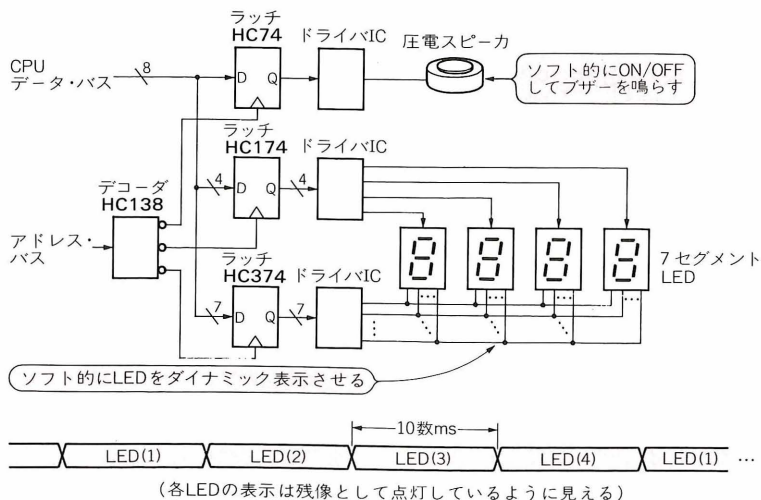 ラッチ
HC74
ドライバIC
圧電スピーカ
CPU
データ・バス
8
D Q
ソフト的にON/OFF
してブザーを鳴らす
ラッチ
HC174
ドライバIC
4
D Q
4
デコーダ
HC138
アドレス・
バス
7セグメント
LED
ラッチ
HC374
ドライバIC
7
D Q
7
ソフト的にLEDをダイナミック表示させる
10数ms
LED(1) LED(2) LED(3) LED(4) LED(1) …
(各LEDの表示は残像として点灯しているように見える)